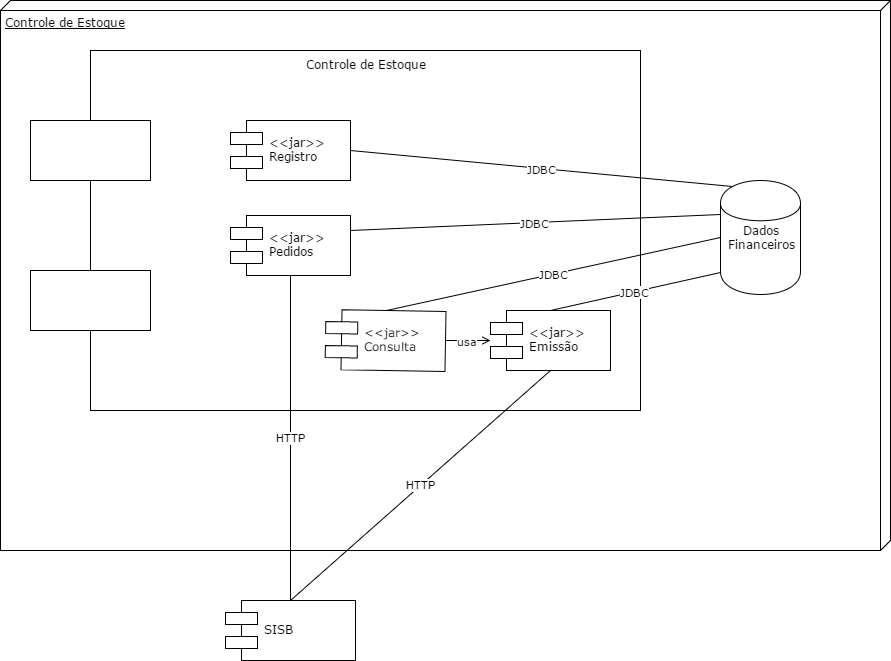 Controle de Estoque
Controle de Estoque
<<jar>>
Registro
JDBC
<<jar>>
Pedidos
JDBC
Dados
Financeiros
JDBC
JDBC
<<jar>>
Consulta
usa
<<jar>>
Emissão
HTTP
HTTP
SISB